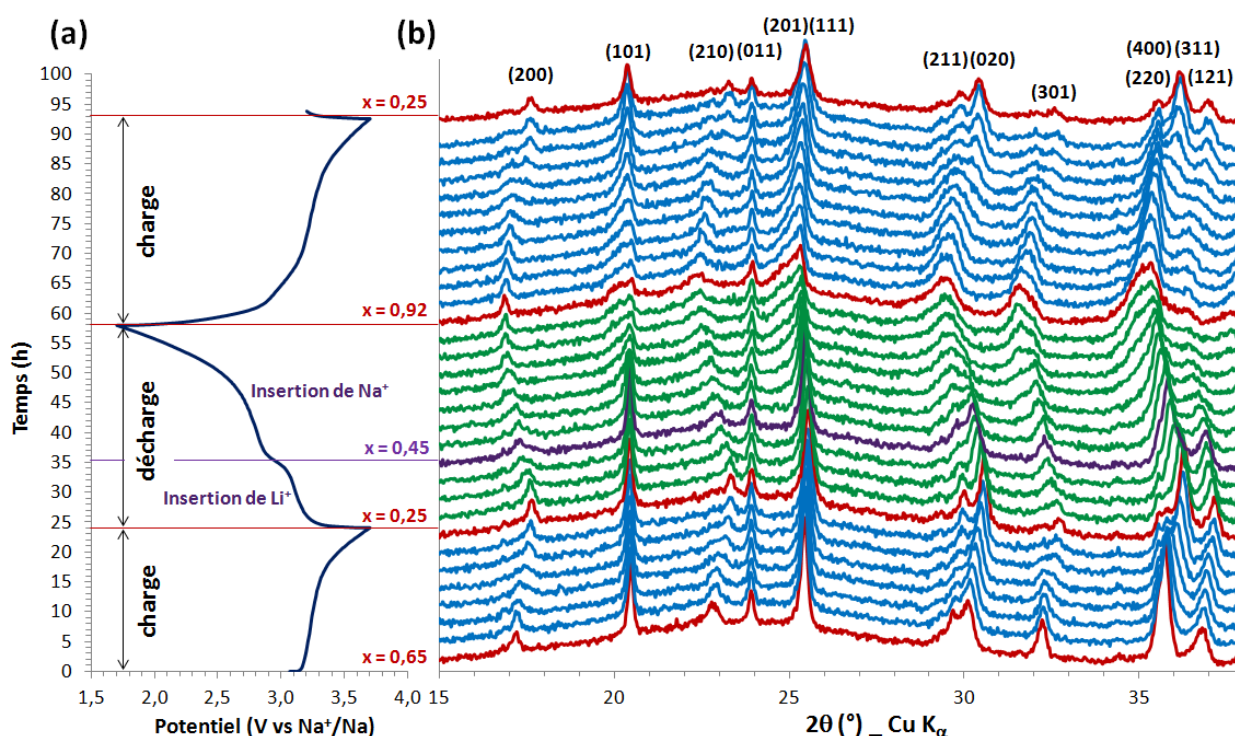 (a)
(b)
(200)
(101)
(210) (011)
(201)(111)
(211)(020)
(301)
(400) (311)
(220)
(121)
100
95
90
85
80
75
70
65
60
55
50
45
40
35
30
25
20
15
10
5
0
Temps (h)
charge
décharge
charge
x = 0,25
x = 0,92
Insertion de Na⁺
x = 0,45
Insertion de Li⁺
x = 0,25
x = 0,65
1,5
2,0
2,5
3,0
3,5
4,0
Potentiel (V vs Na⁺/Na)
15
20
25
30
35
2θ (°) _ Cu Kα